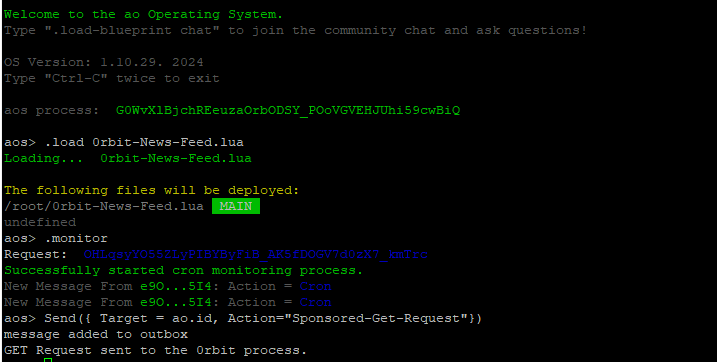 Welcome to the ao Operating System.
Type ".load-blueprint chat" to join the community chat and ask questions!
OS Version: 1.10.29. 2024
Type "Ctrl-C" twice to exit
aos process:
aos> .load 0rbit-News-Feed.lua
Loading... 0rbit-News-Feed.lua
The following files will be deployed:
/root/0rbit-News-Feed.lua MAIN
undefined
aos> .monitor
Request:
Successfully started cron monitoring process.
New Message From e9O...5I4: Action = Cron
New Message From e9O...5I4: Action = Cron
aos> Send({ Target = ao.id, Action="Sponsored-Get-Request"})
message added to outbox
GET Request sent to the 0rbit process.